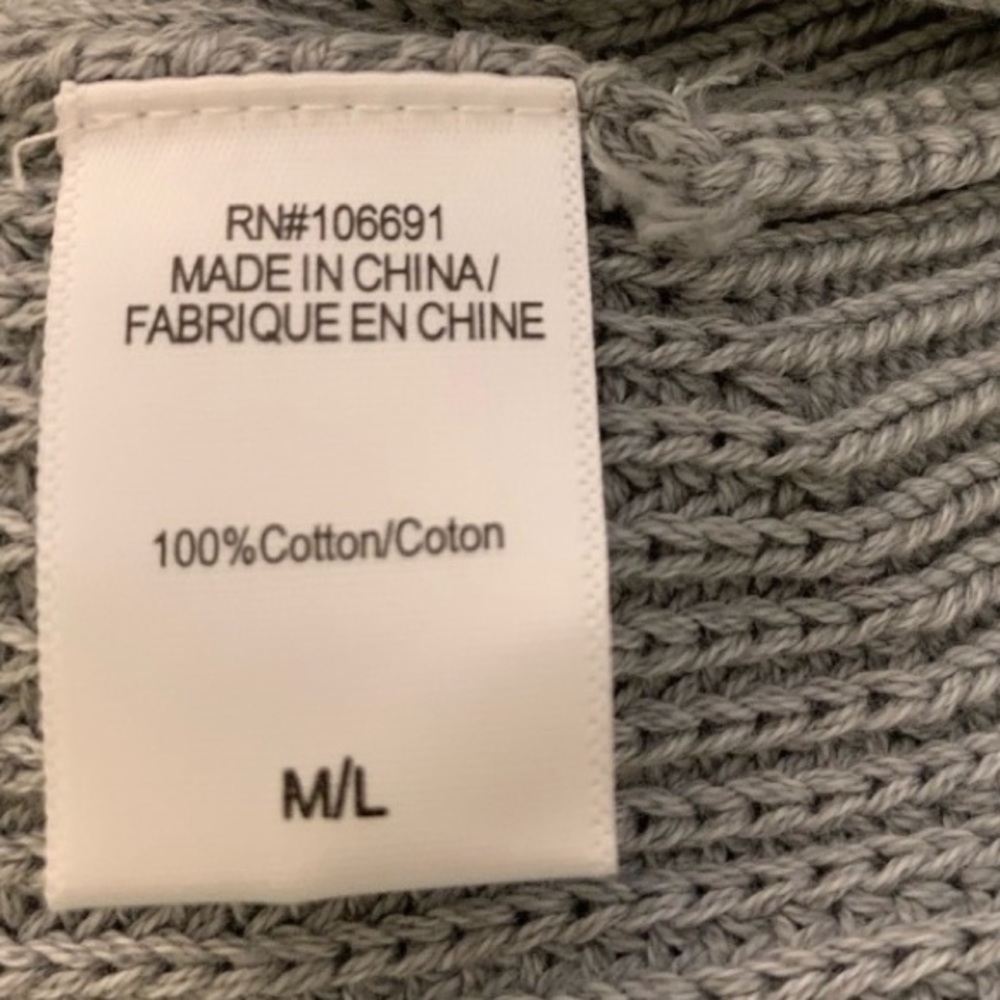 RN#106691
MADE IN CHINA/
FABRIQUE EN CHINE
100%Cotton/Coton
M/L